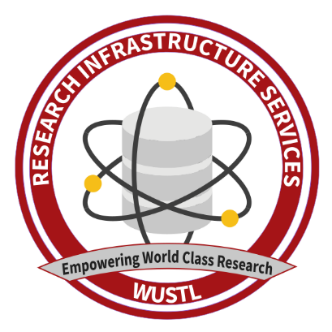 RESEARCH INFRASTRUCTURE SERVICES
Empowering World Class Research
WUSTL